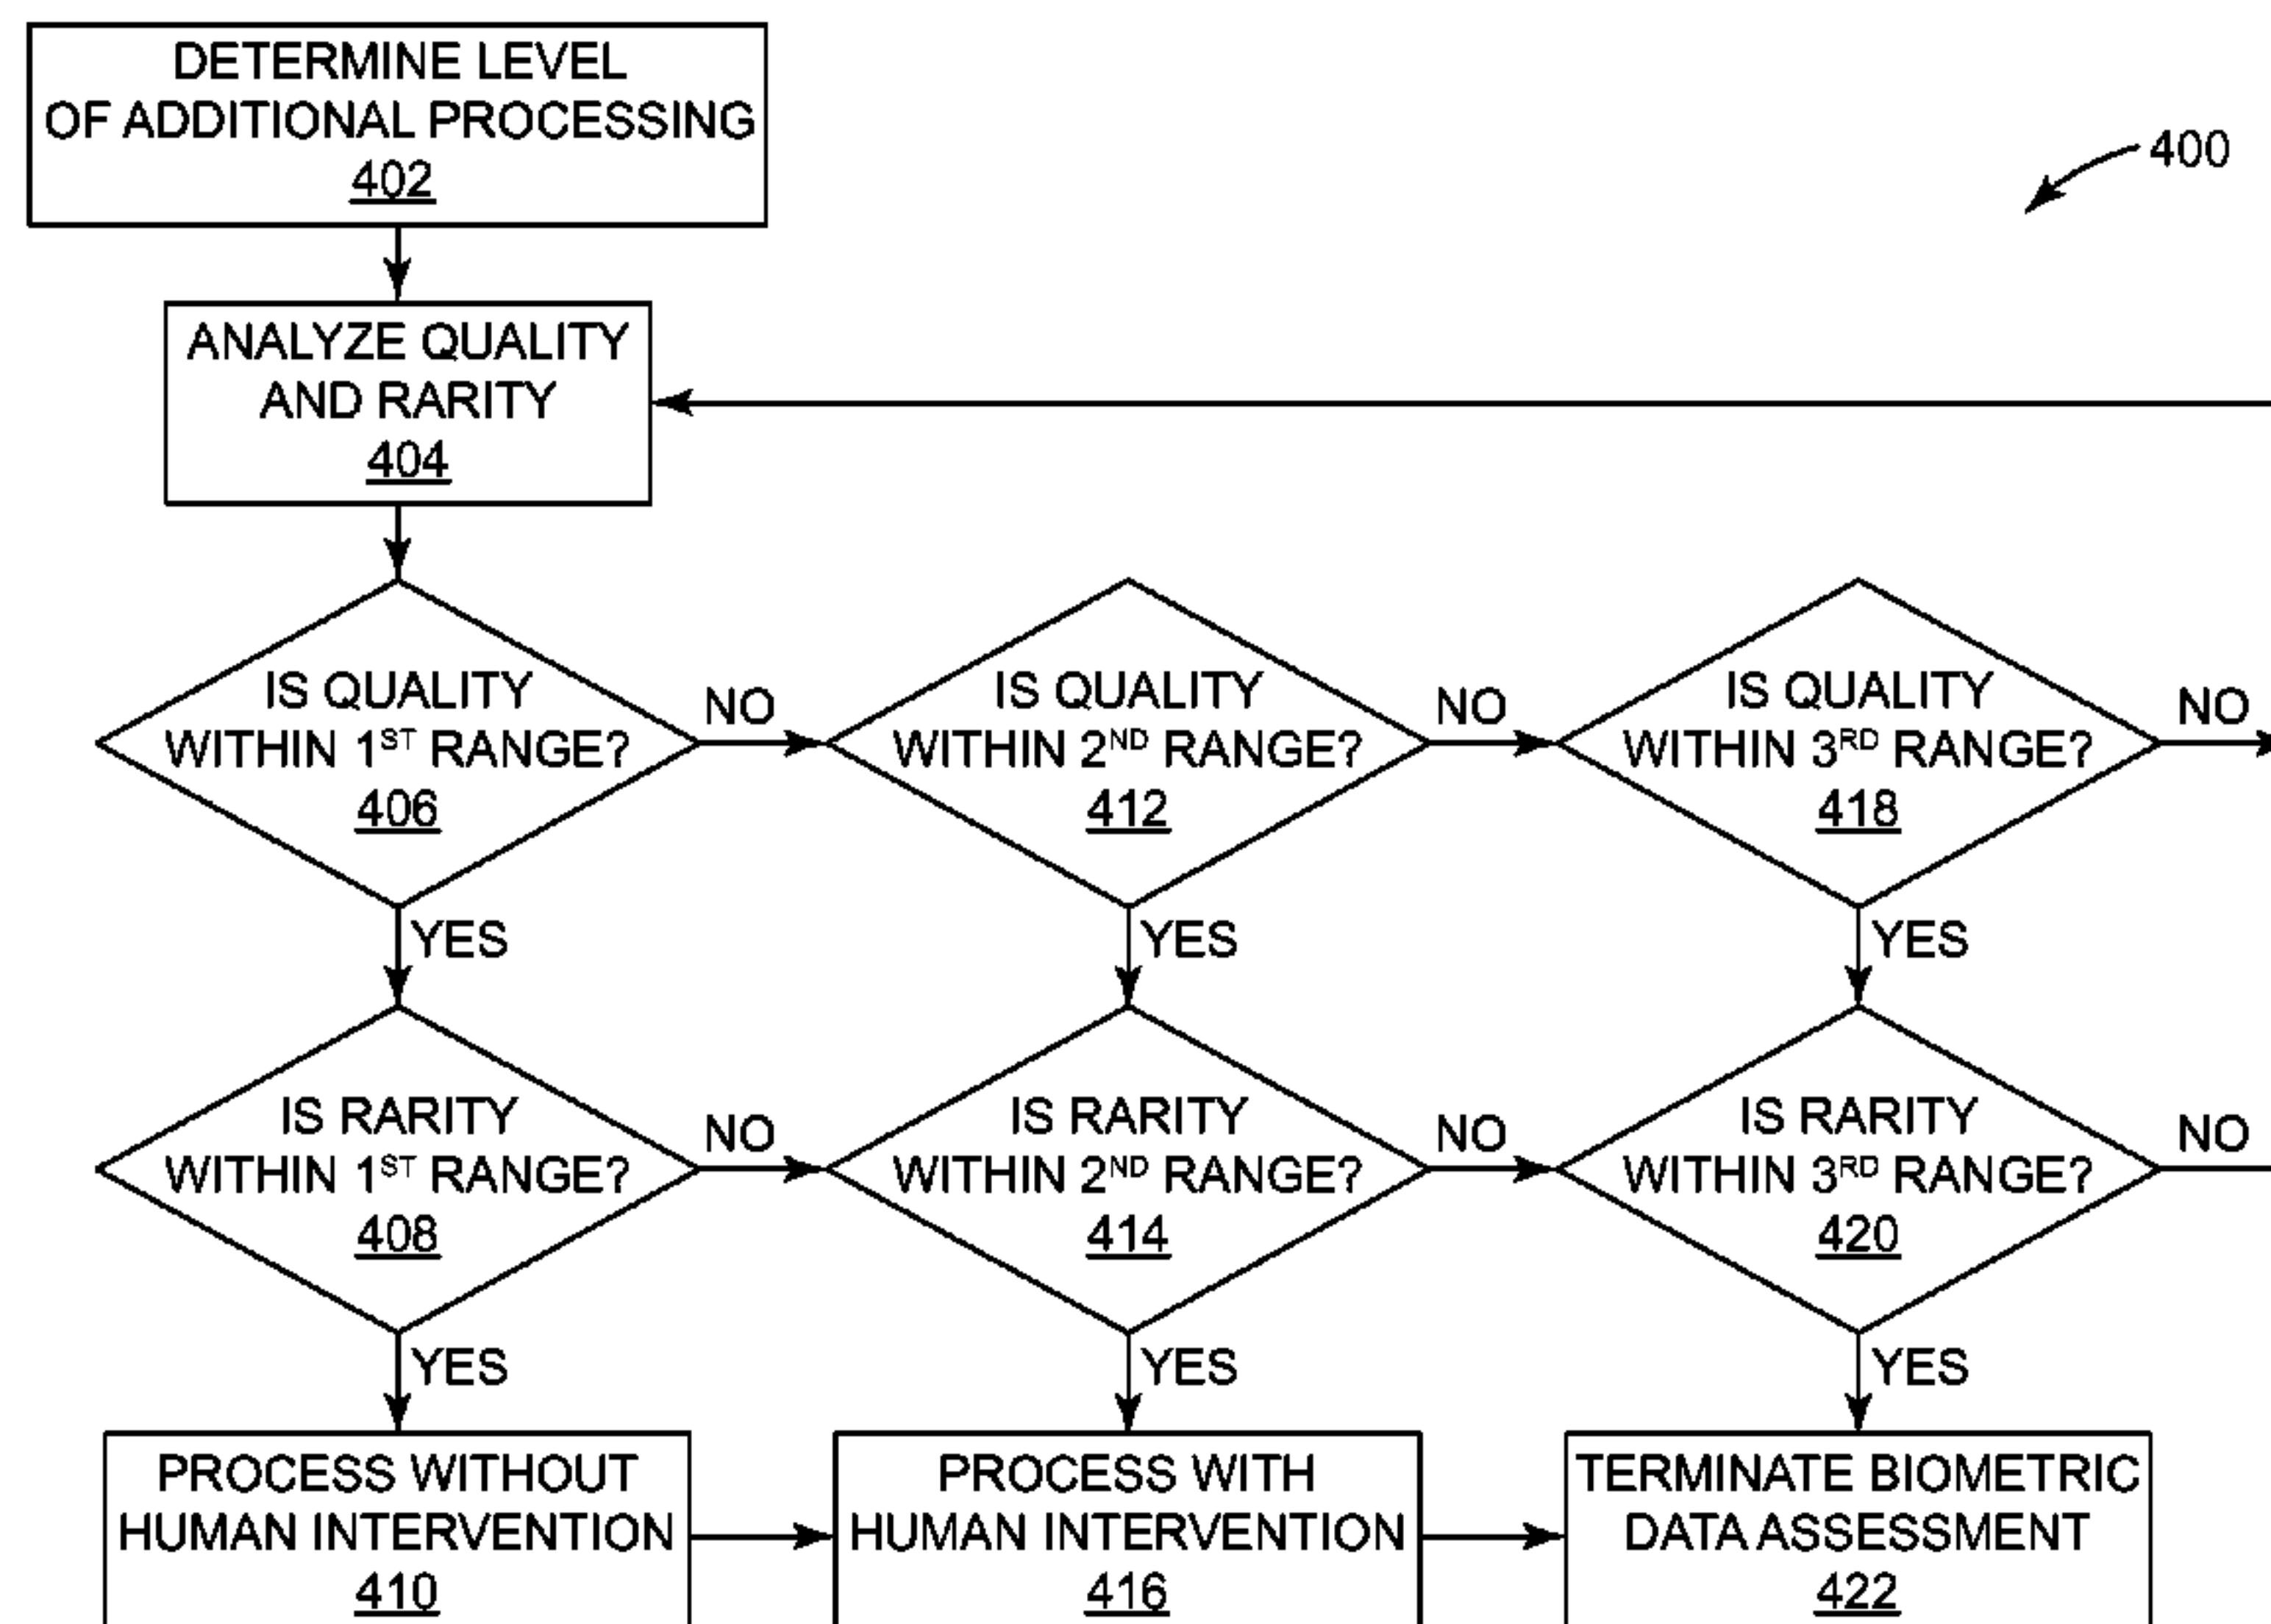 DETERMINE LEVEL
OF ADDITIONAL PROCESSING
402
400
ANALYZE QUALITY
AND RARITY
404
IS QUALITY
WITHIN 1ST RANGE?
406
NO
IS QUALITY
WITHIN 2ND RANGE?
412
NO
IS QUALITY
WITHIN 3RD RANGE?
418
NO
YES
YES
YES
IS RARITY
WITHIN 1ST RANGE?
408
NO
IS RARITY
WITHIN 2ND RANGE?
414
NO
IS RARITY
WITHIN 3RD RANGE?
420
NO
YES
YES
YES
PROCESS WITHOUT
HUMAN INTERVENTION
410
PROCESS WITH
HUMAN INTERVENTION
416
TERMINATE BIOMETRIC
DATA ASSESSMENT
422